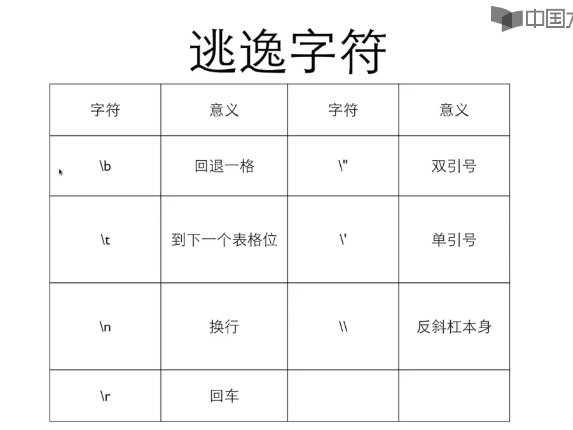 中国
逃逸字符
字符 意义 字符 意义
\b 回退一格 \" 双引号
\t 到下一个表格位 \' 单引号
\n 换行 \\ 反斜杠本身
\r 回车